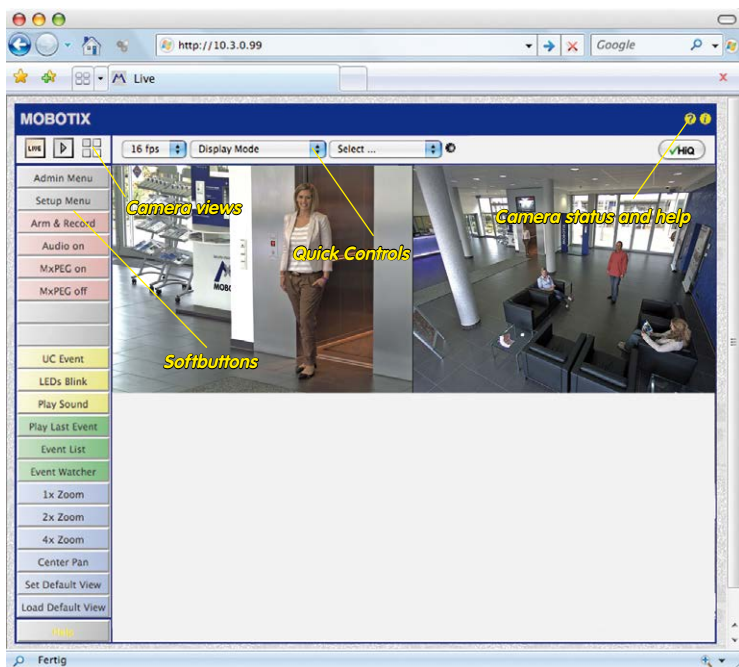 http://10.3.0.99
Google
Live
MOBOTIX
LIVE
16 fps
Display Mode
Select ...
HiQ
Admin Menu
Setup Menu
Arm & Record
Audio on
MxPEG on
MxPEG off
UC Event
LEDs Blink
Play Sound
Play Last Event
Event List
Event Watcher
1x Zoom
2x Zoom
4x Zoom
Center Pan
Set Default View
Load Default View
Camera views
Quick Controls
Camera status and help
Softbuttons
MOBO
Fertig